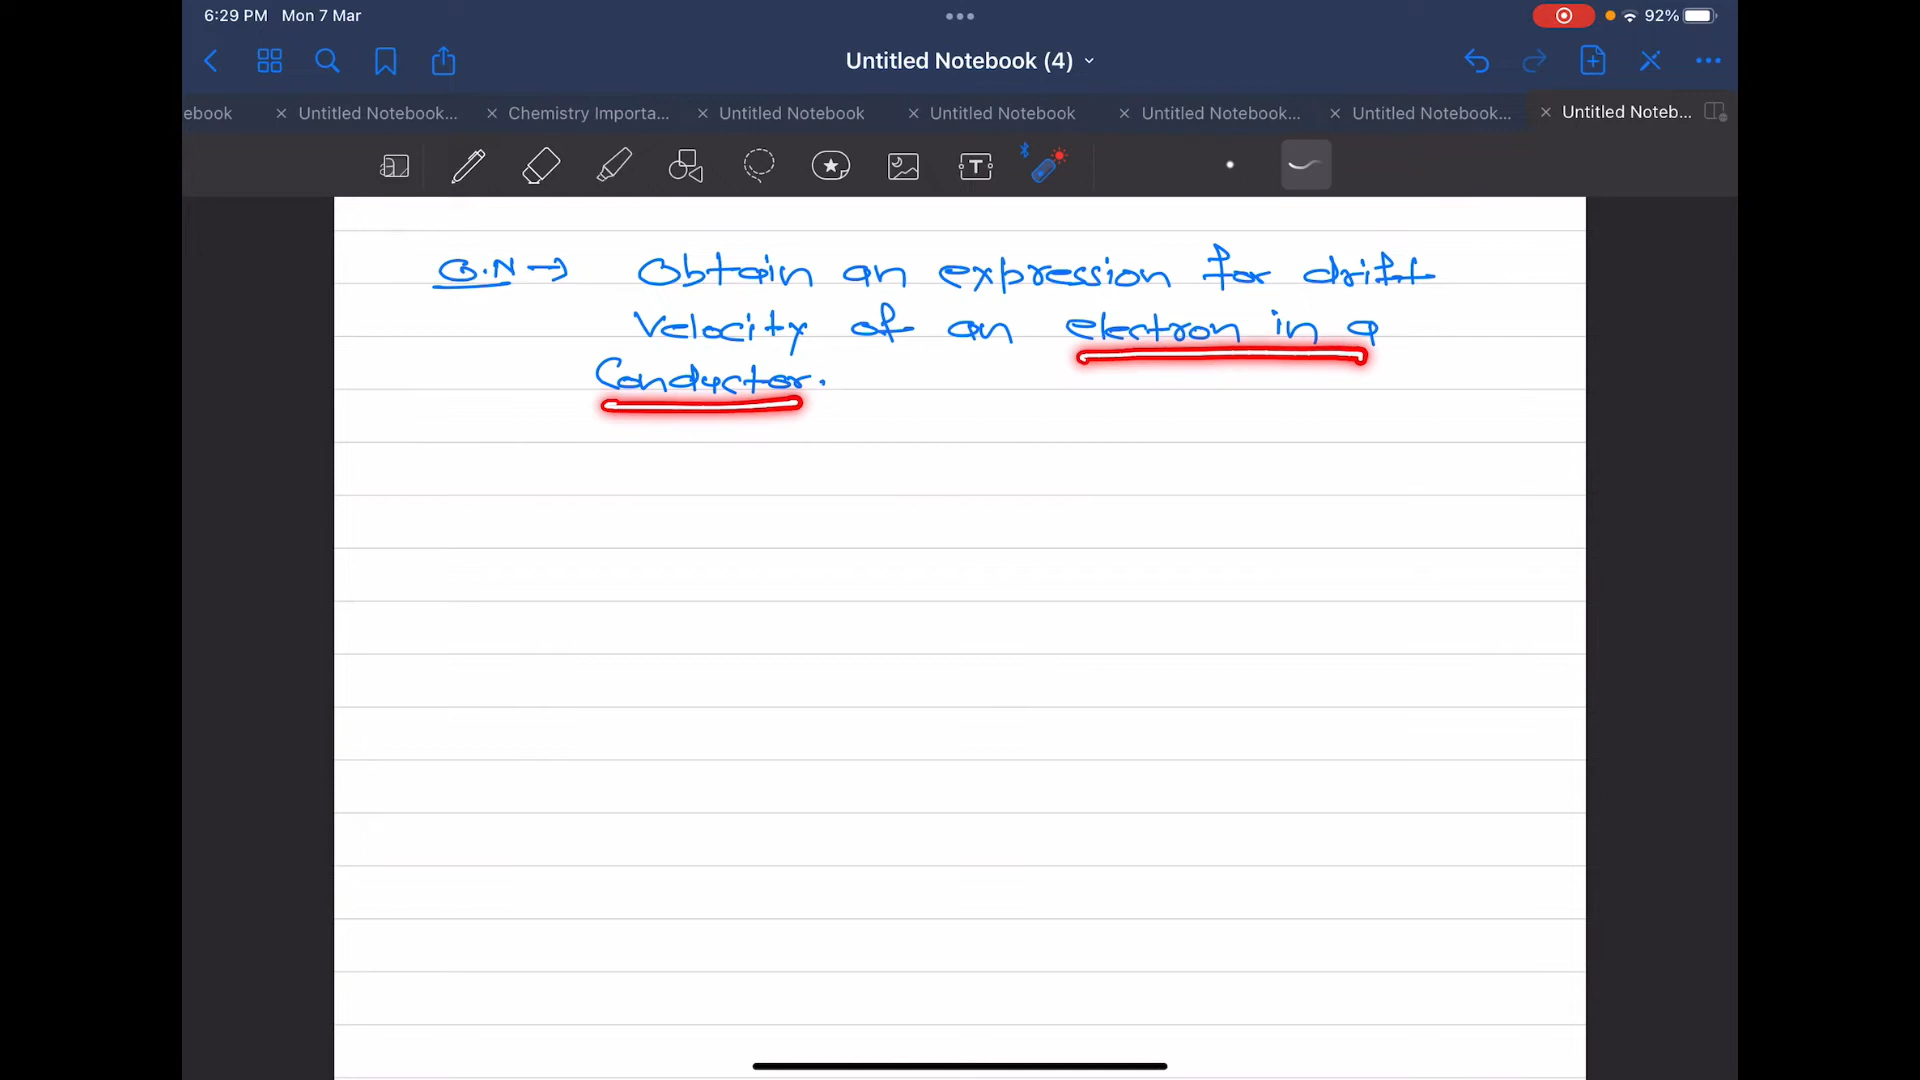 6:29 PM Mon 7 Mar
92%
Untitled Notebook (4)
ebook
Untitled Notebook...
Chemistry Importa...
Untitled Notebook
Untitled Notebook
Untitled Notebook...
Untitled Notebook...
Untitled Noteb...
T
Q.N → Obtain an expression for drift
Velocity of an electron in a
Conductor.